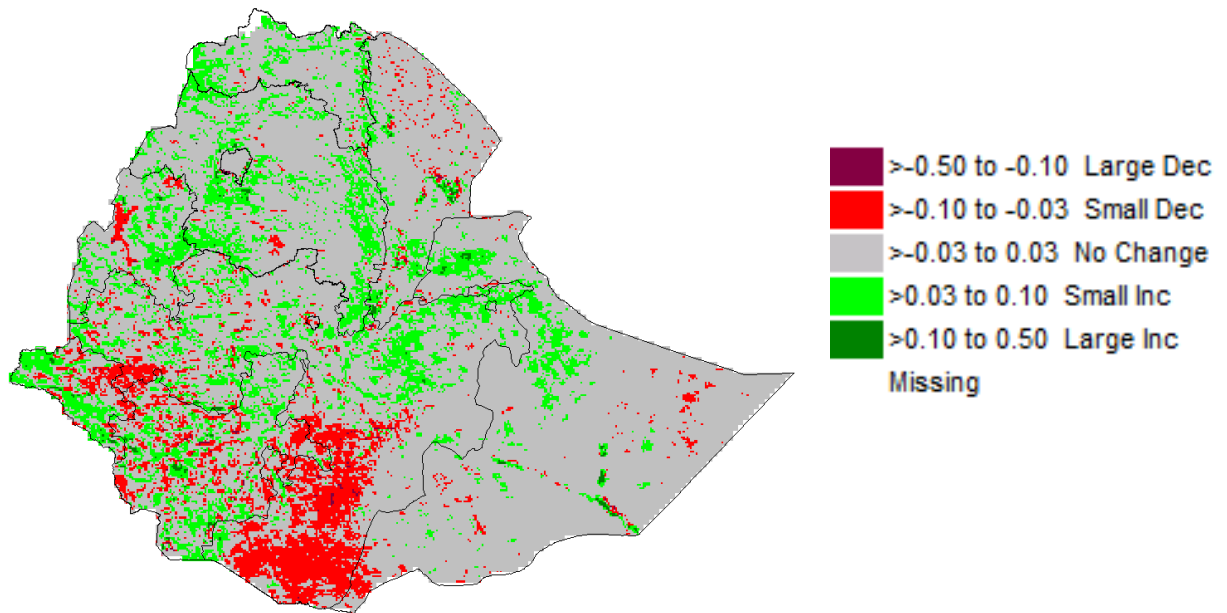 >-0.50 to -0.10 Large Dec
>-0.10 to -0.03 Small Dec
>-0.03 to 0.03 No Change
>0.03 to 0.10 Small Inc
>0.10 to 0.50 Large Inc
Missing